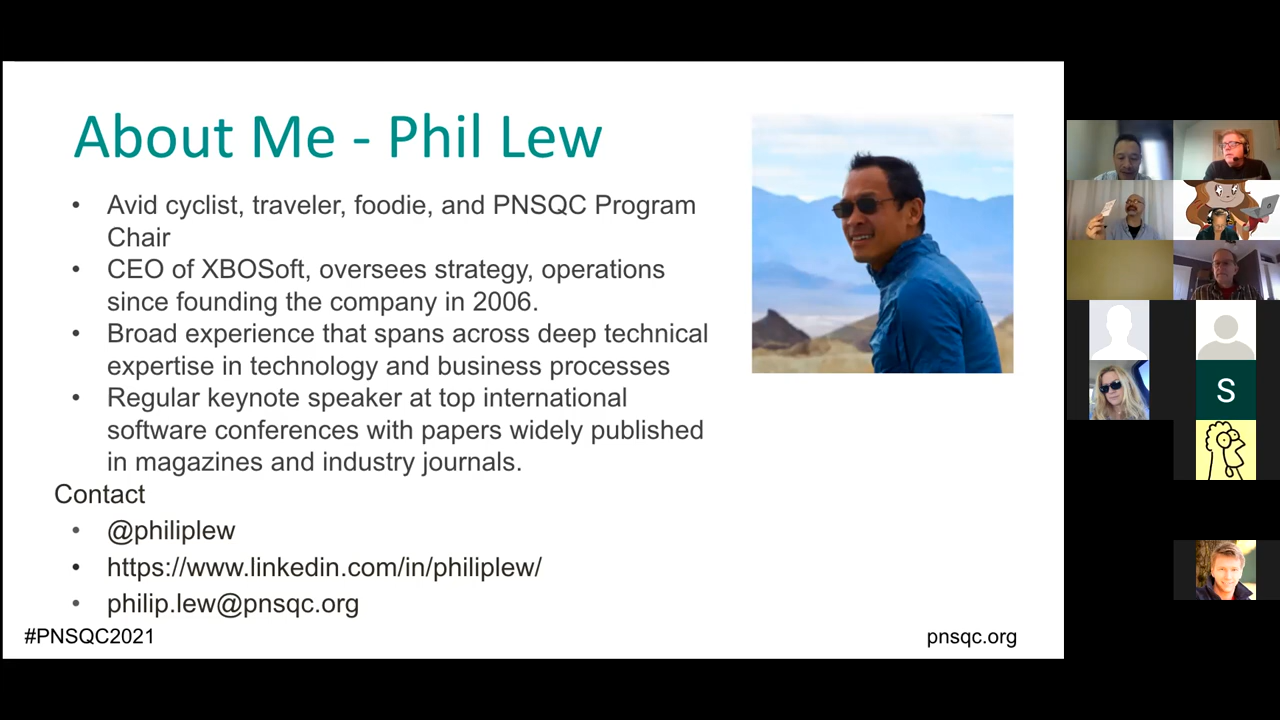 About Me - Phil Lew
• Avid cyclist, traveler, foodie, and PNSQC Program
Chair
• CEO of XBOSoft, oversees strategy, operations
since founding the company in 2006.
• Broad experience that spans across deep technical
expertise in technology and business processes
• Regular keynote speaker at top international
software conferences with papers widely published
in magazines and industry journals.
Contact
• @philiplew
• https://www.linkedin.com/in/philiplew/
• philip.lew@pnsqc.org
#PNSQC2021
pnsqc.org
S